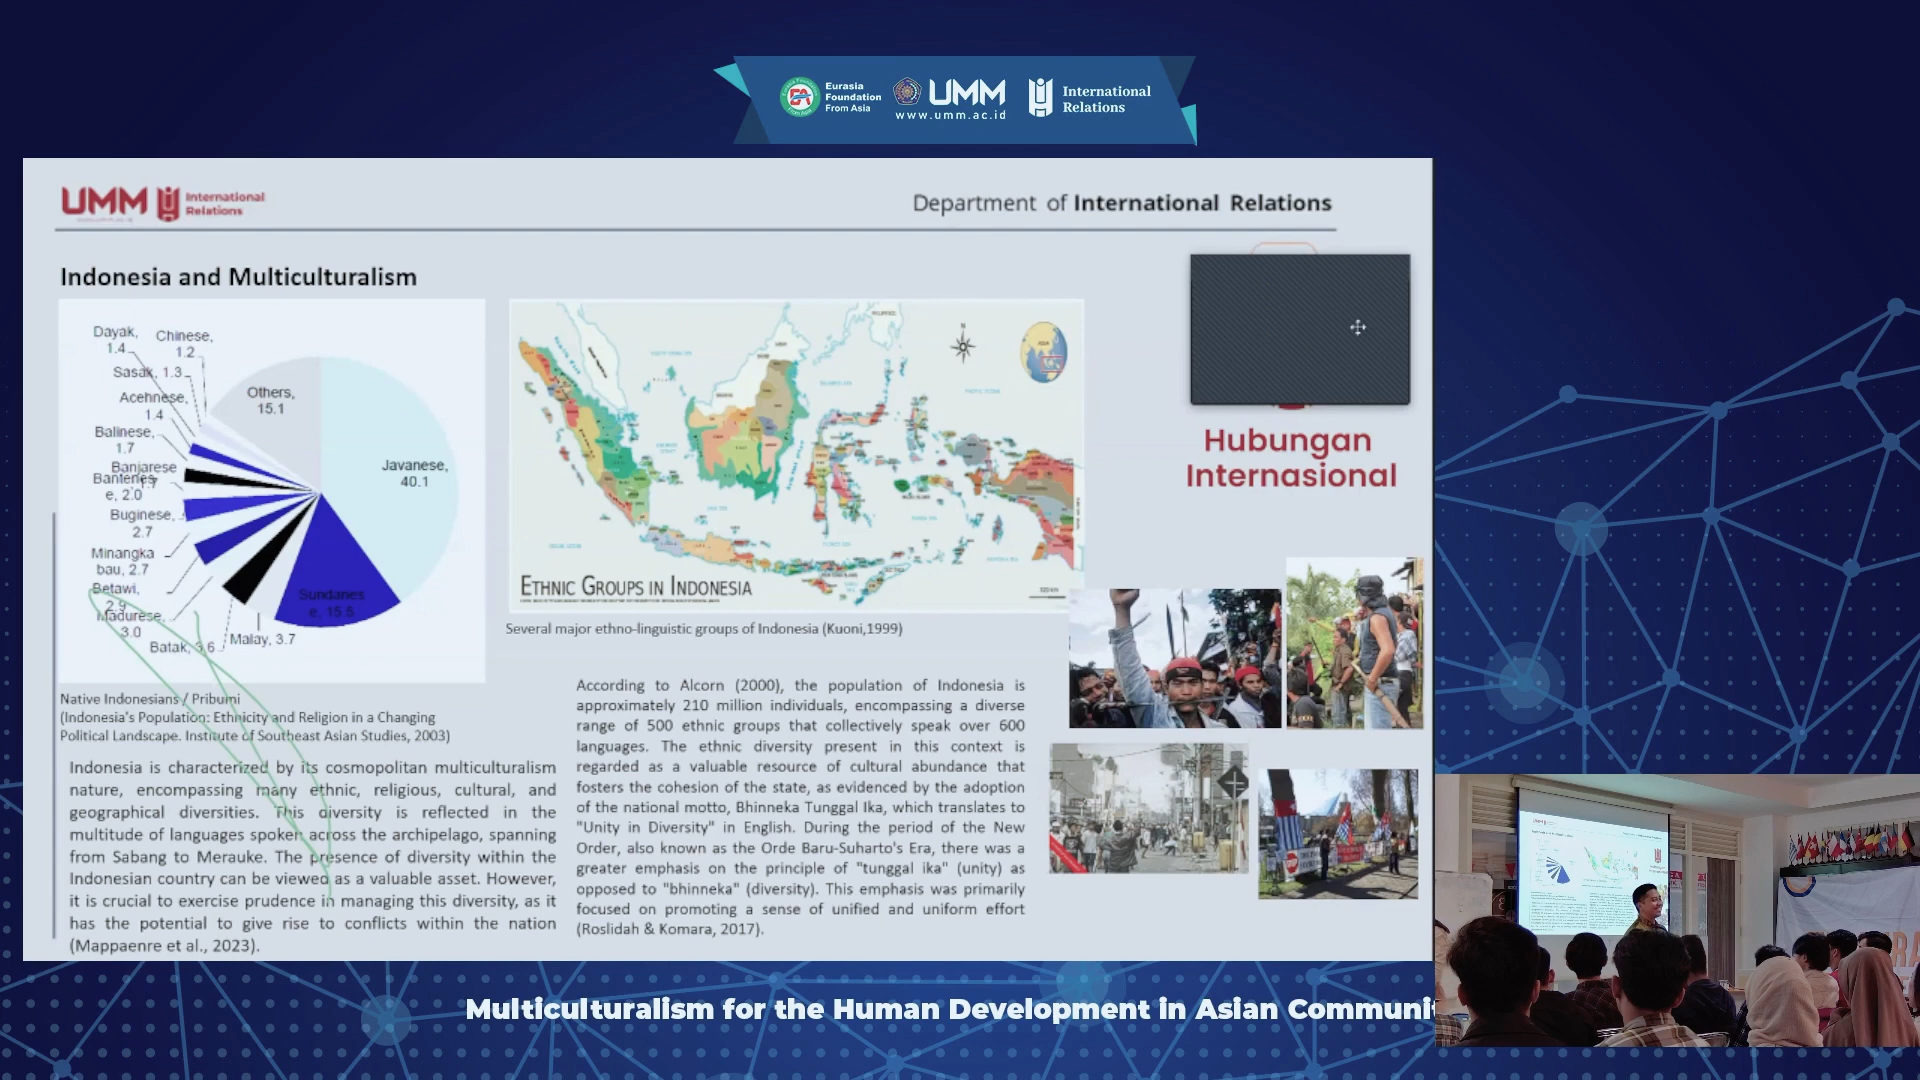 Eurasia
Foundation
From Asia
UMM
www.umm.ac.id
International
Relations
UMM
International
Relations
Department of International Relations
Indonesia and Multiculturalism
Dayak,
1.4
Chinese,
1.2
Sasak, 1.3
Acehnese,
1.4
Balinese,
1.7
Banjarese
Bantenes
e, 2.0
Buginese,
2.7
Minangka
bau, 2.7
Betawi,
2.9
Madurese,
3.0
Batak, 3.6
Malay, 3.7
Sundanes
e, 15.5
Javanese,
40.1
Others,
15.1
Native Indonesians / Pribumi
(Indonesia's Population: Ethnicity and Religion in a Changing
Political Landscape. Institute of Southeast Asian Studies, 2003)
Indonesia is characterized by its cosmopolitan multiculturalism
nature, encompassing many ethnic, religious, cultural, and
geographical diversities. This diversity is reflected in the
multitude of languages spoken across the archipelago, spanning
from Sabang to Merauke. The presence of diversity within the
Indonesian country can be viewed as a valuable asset. However,
it is crucial to exercise prudence in managing this diversity, as it
has the potential to give rise to conflicts within the nation
(Mappaenre et al., 2023).
N
ASIA
ETHNIC GROUPS IN INDONESIA
Several major ethno-linguistic groups of Indonesia (Kuoni,1999)
According to Alcorn (2000), the population of Indonesia is
approximately 210 million individuals, encompassing a diverse
range of 500 ethnic groups that collectively speak over 600
languages. The ethnic diversity present in this context is
regarded as a valuable resource of cultural abundance that
fosters the cohesion of the state, as evidenced by the adoption
of the national motto, Bhinneka Tunggal Ika, which translates to
"Unity in Diversity" in English. During the period of the New
Order, also known as the Orde Baru-Suharto's Era, there was a
greater emphasis on the principle of "tunggal ika" (unity) as
opposed to "bhinneka" (diversity). This emphasis was primarily
focused on promoting a sense of unified and uniform effort
(Roslidah & Komara, 2017).
Hubungan
Internasional
Multiculturalism for the Human Development in Asian Communi